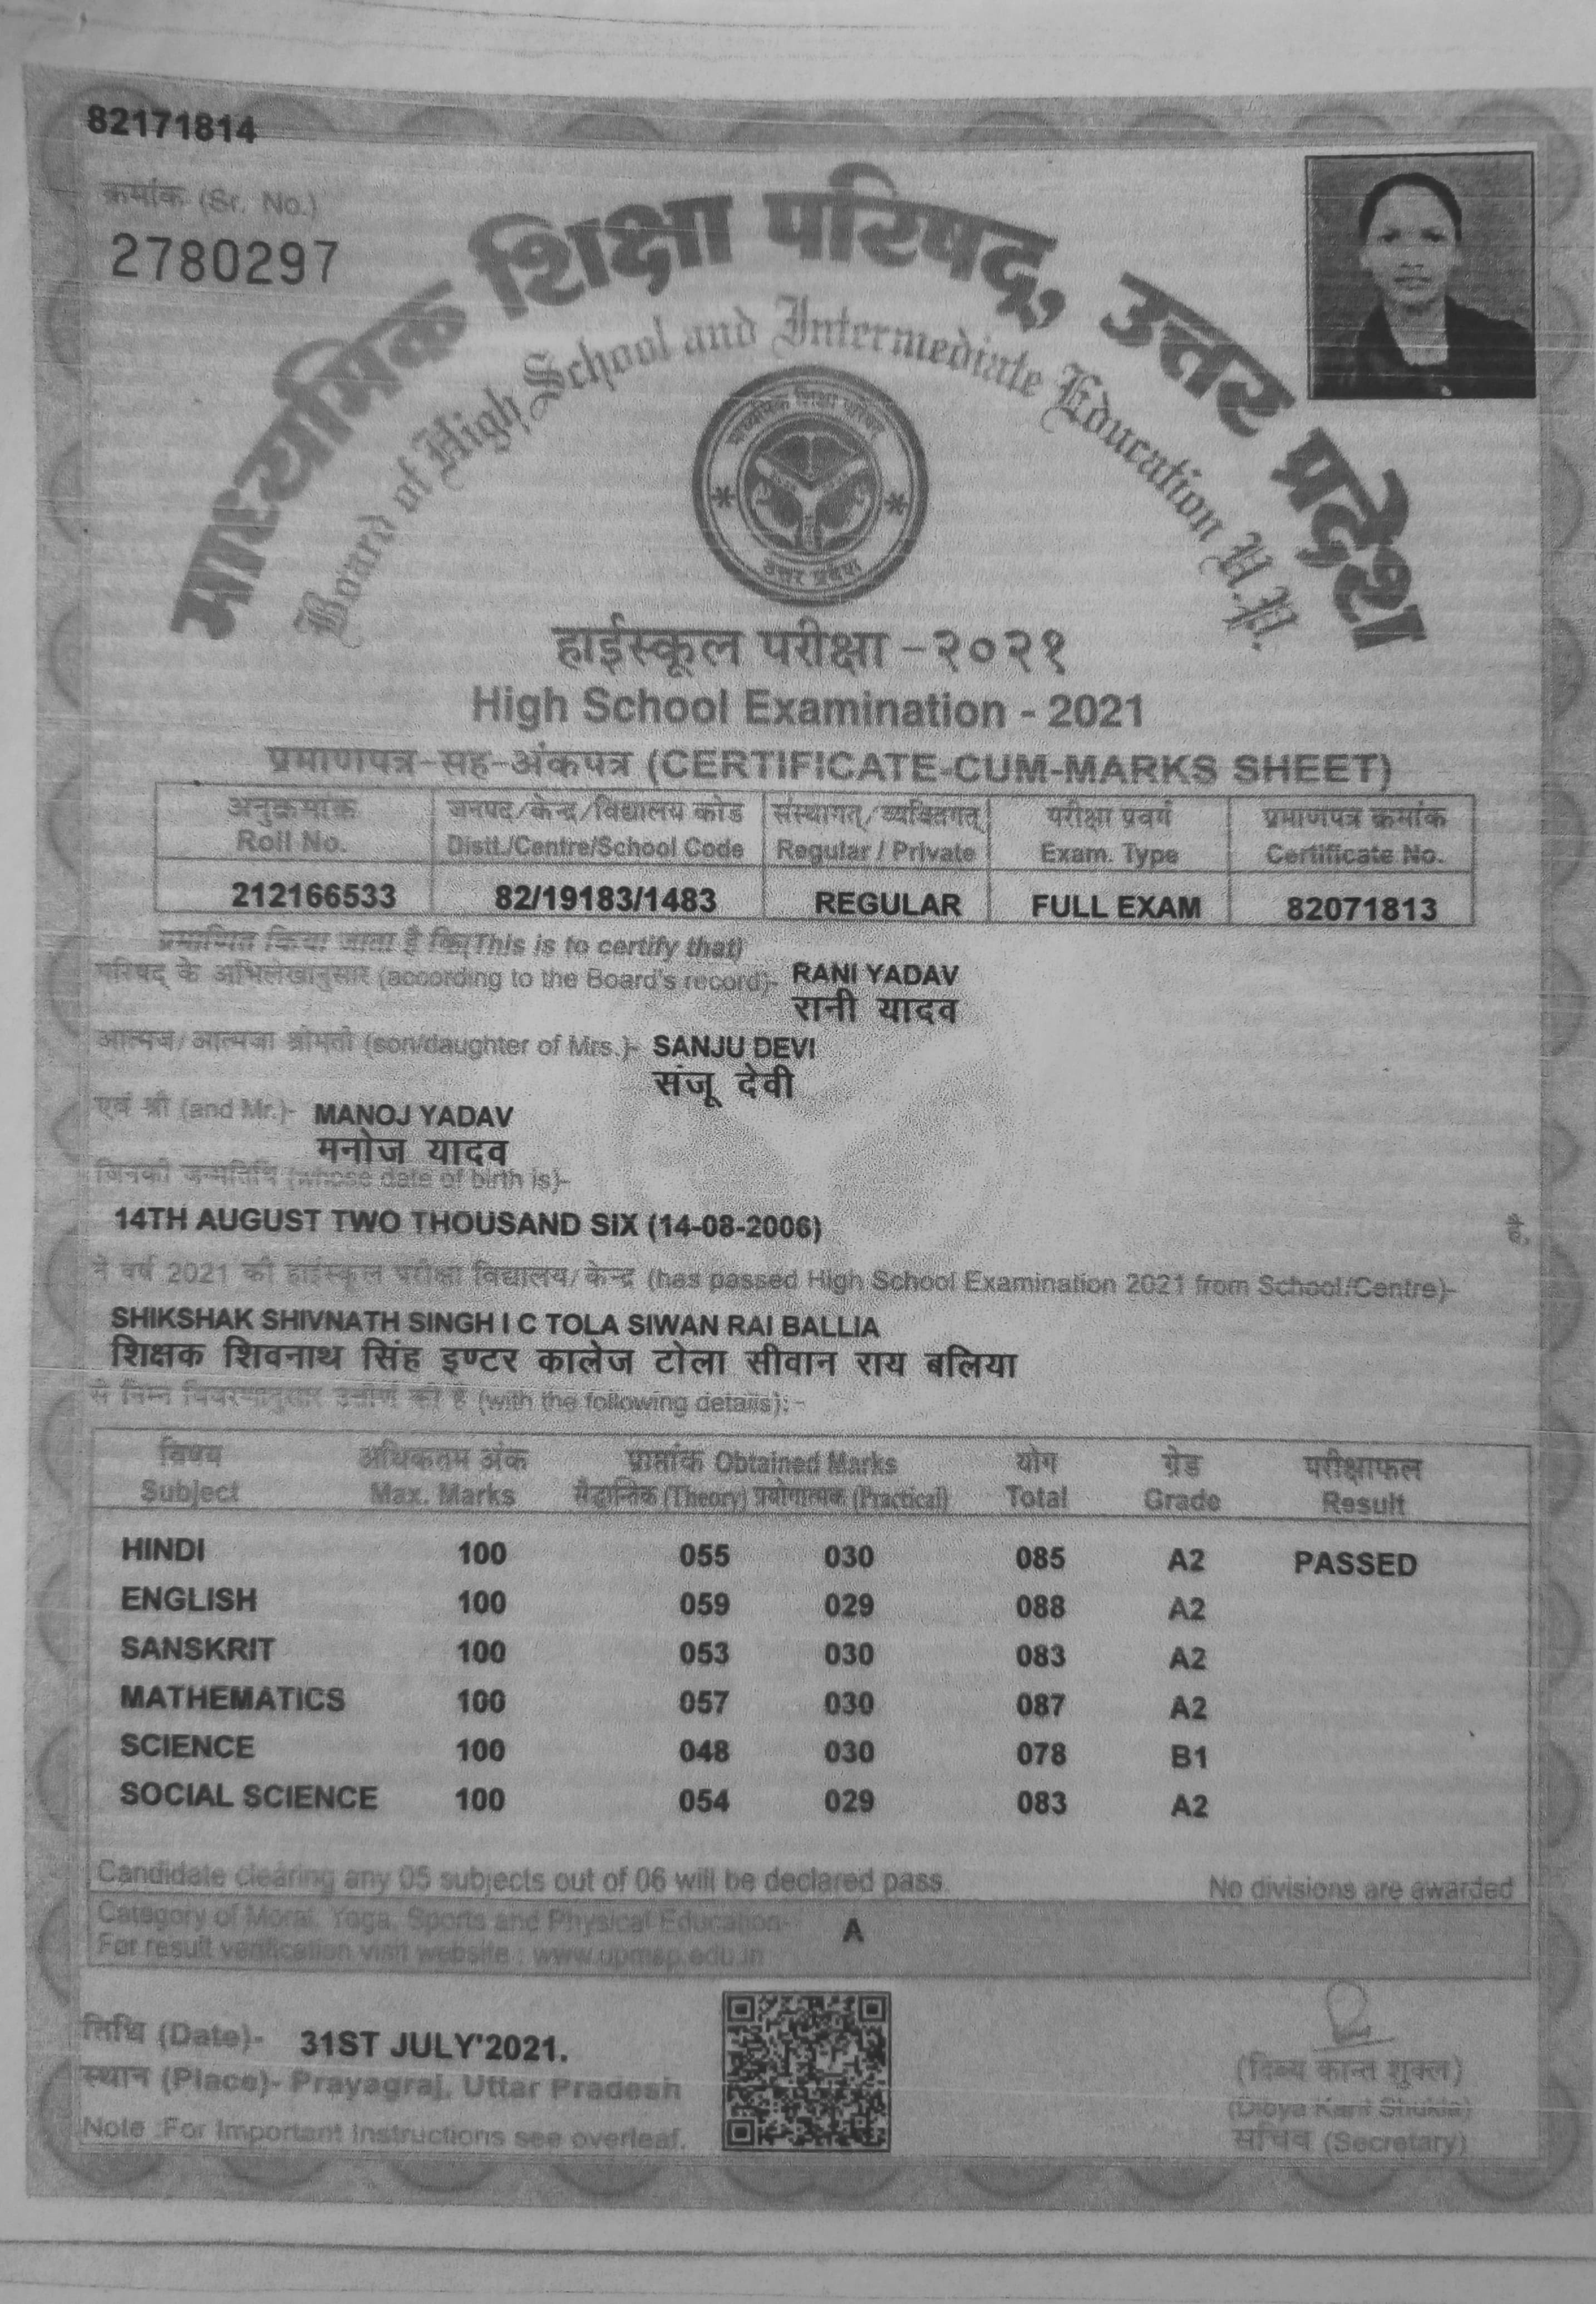 82171814
क्रमांक (Sr. No.)
2780297
माध्यमिक शिक्षा परिषद्, उत्तर प्रदेश
Board of High School and Intermediate Education U.P.
माध्यमिक शिक्षा परिषद्
उत्तर प्रदेश
हाईस्कूल परीक्षा -२०२१
High School Examination - 2021
प्रमाणपत्र-सह-अंकपत्र (CERTIFICATE-CUM-MARKS SHEET)
अनुक्रमांक जनपद/केन्द्र/विद्यालय कोड संस्थागत्/व्यक्तिगत् परीक्षा प्रवर्ग प्रमाणपत्र क्रमांक
Roll No. Distt./Centre/School Code Regular / Private Exam. Type Certificate No.
212166533 82/19183/1483 REGULAR FULL EXAM 82071813
प्रमाणित किया जाता है कि(This is to certify that)
परिषद् के अभिलेखानुसार (according to the Board's record)- RANI YADAV
रानी यादव
आत्मज/आत्मजा श्रीमती (son/daughter of Mrs.)- SANJU DEVI
संजू देवी
एवं श्री (and Mr.)- MANOJ YADAV
मनोज यादव
जिनकी जन्मतिथि (whose date of birth is)-
14TH AUGUST TWO THOUSAND SIX (14-08-2006) है,
ने वर्ष 2021 की हाईस्कूल परीक्षा विद्यालय/केन्द्र (has passed High School Examination 2021 from School/Centre)-
SHIKSHAK SHIVNATH SINGH I C TOLA SIWAN RAI BALLIA
शिक्षक शिवनाथ सिंह इण्टर कालेज टोला सीवान राय बलिया
से निम्न विवरणानुसार उत्तीर्ण की है (with the following details):-
विषय अधिकतम अंक प्राप्तांक Obtained Marks योग ग्रेड परीक्षाफल
Subject Max. Marks सैद्धान्तिक (Theory) प्रयोगात्मक (Practical) Total Grade Result
HINDI 100 055 030 085 A2 PASSED
ENGLISH 100 059 029 088 A2
SANSKRIT 100 053 030 083 A2
MATHEMATICS 100 057 030 087 A2
SCIENCE 100 048 030 078 B1
SOCIAL SCIENCE 100 054 029 083 A2
Candidate clearing any 05 subjects out of 06 will be declared pass. No divisions are awarded
Category of Moral, Yoga, Sports and Physical Education- A
For result verification visit website : www.upmsp.edu.in
तिथि (Date)- 31ST JULY'2021.
स्थान (Place)- Prayagraj, Uttar Pradesh
Note :For Important Instructions see overleaf.
(दिब्य कान्त शुक्ल)
(Dibya Kant Shukla)
सचिव (Secretary)